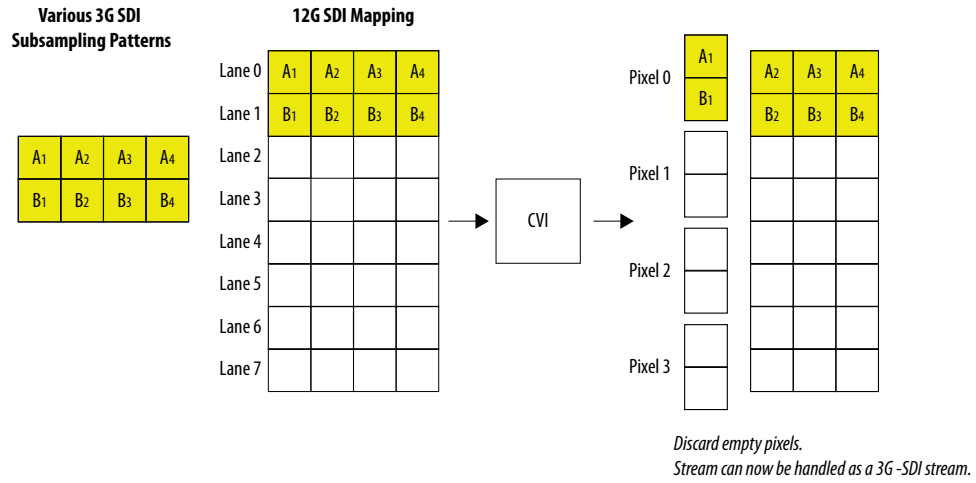 Various 3G SDI
Subsampling Patterns
12G SDI Mapping
A1 A2 A3 A4
B1 B2 B3 B4
Lane 0 A1 A2 A3 A4
Lane 1 B1 B2 B3 B4
Lane 2
Lane 3
Lane 4
Lane 5
Lane 6
Lane 7
CVI
Pixel 0
A1
B1
A2 A3 A4
B2 B3 B4
Pixel 1
Pixel 2
Pixel 3
Discard empty pixels.
Stream can now be handled as a 3G -SDI stream.